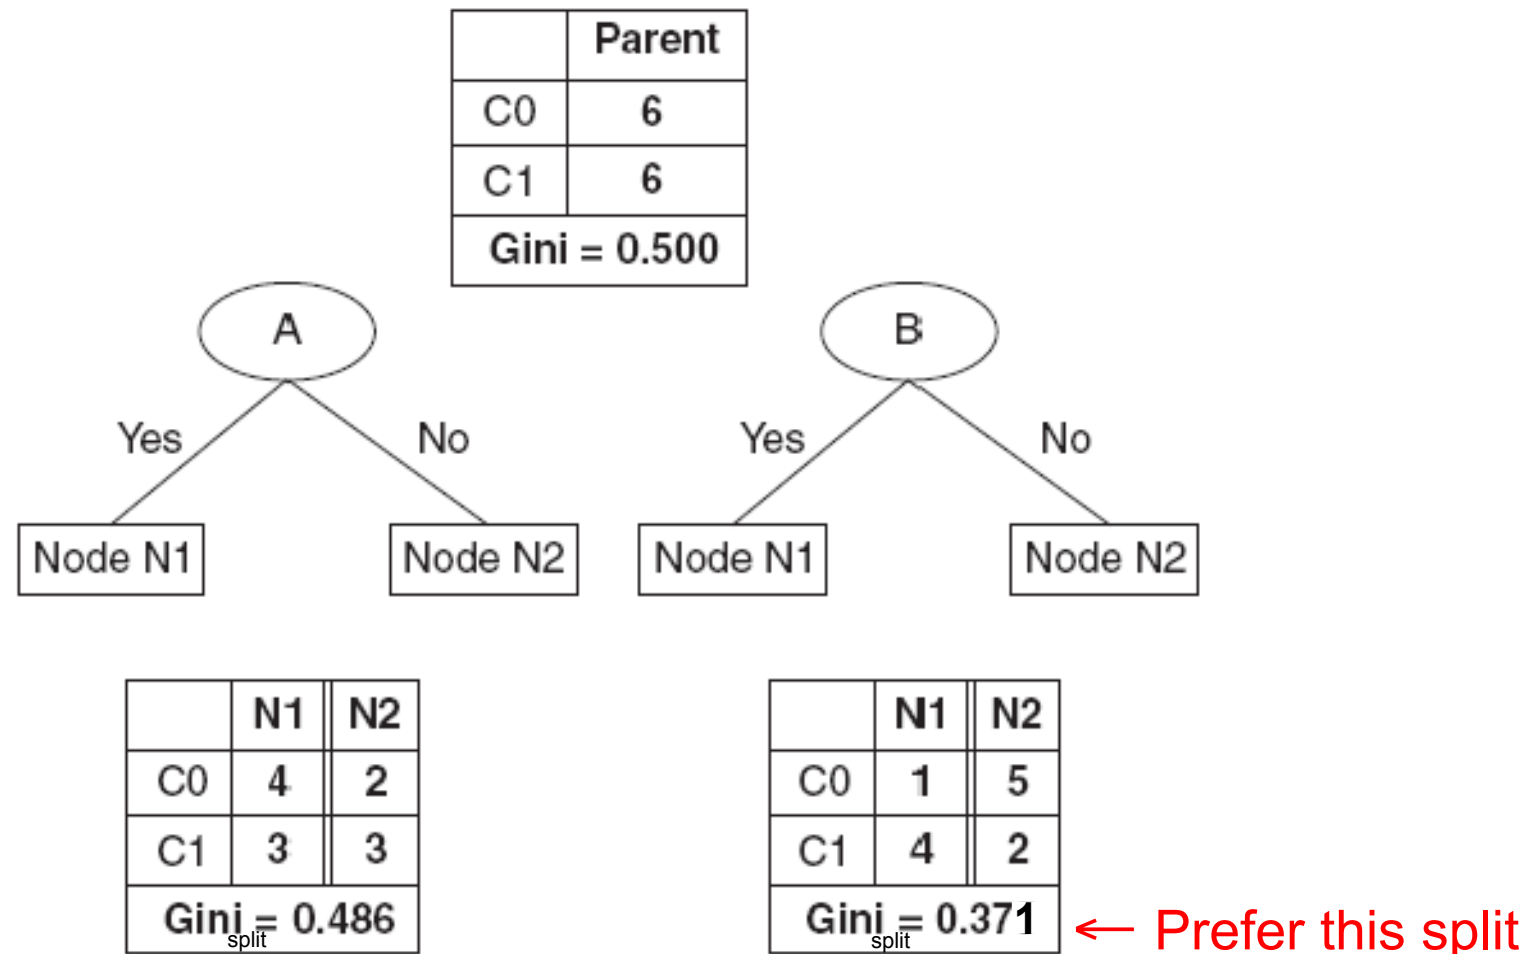 Parent
C0 6
C1 6
Gini = 0.500
A B
Yes No Yes No
Node N1 Node N2 Node N1 Node N2
N1 N2
C0 4 2
C1 3 3
Gini split = 0.486
N1 N2
C0 1 5
C1 4 2
Gini split = 0.371
← Prefer this split